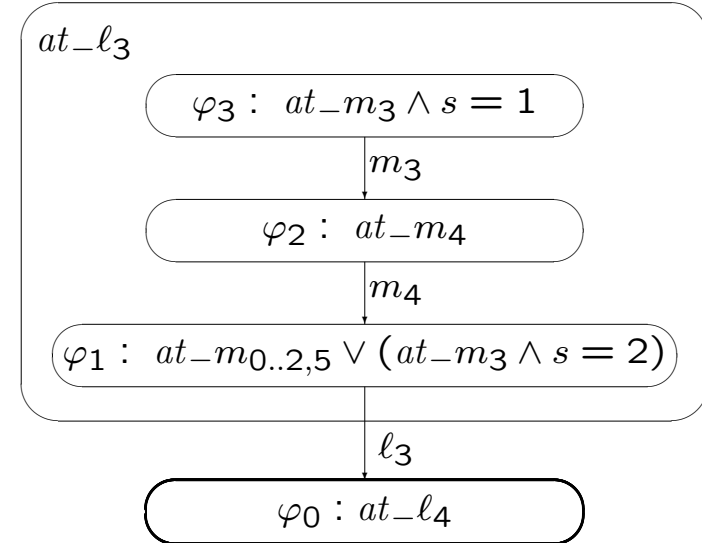 at_ℓ₃
φ₃ : at_m₃ ∧ s = 1
m₃
φ₂ : at_m₄
m₄
φ₁ : at_m₀..₂,₅ ∨ (at_m₃ ∧ s = 2)
ℓ₃
φ₀ : at_ℓ₄